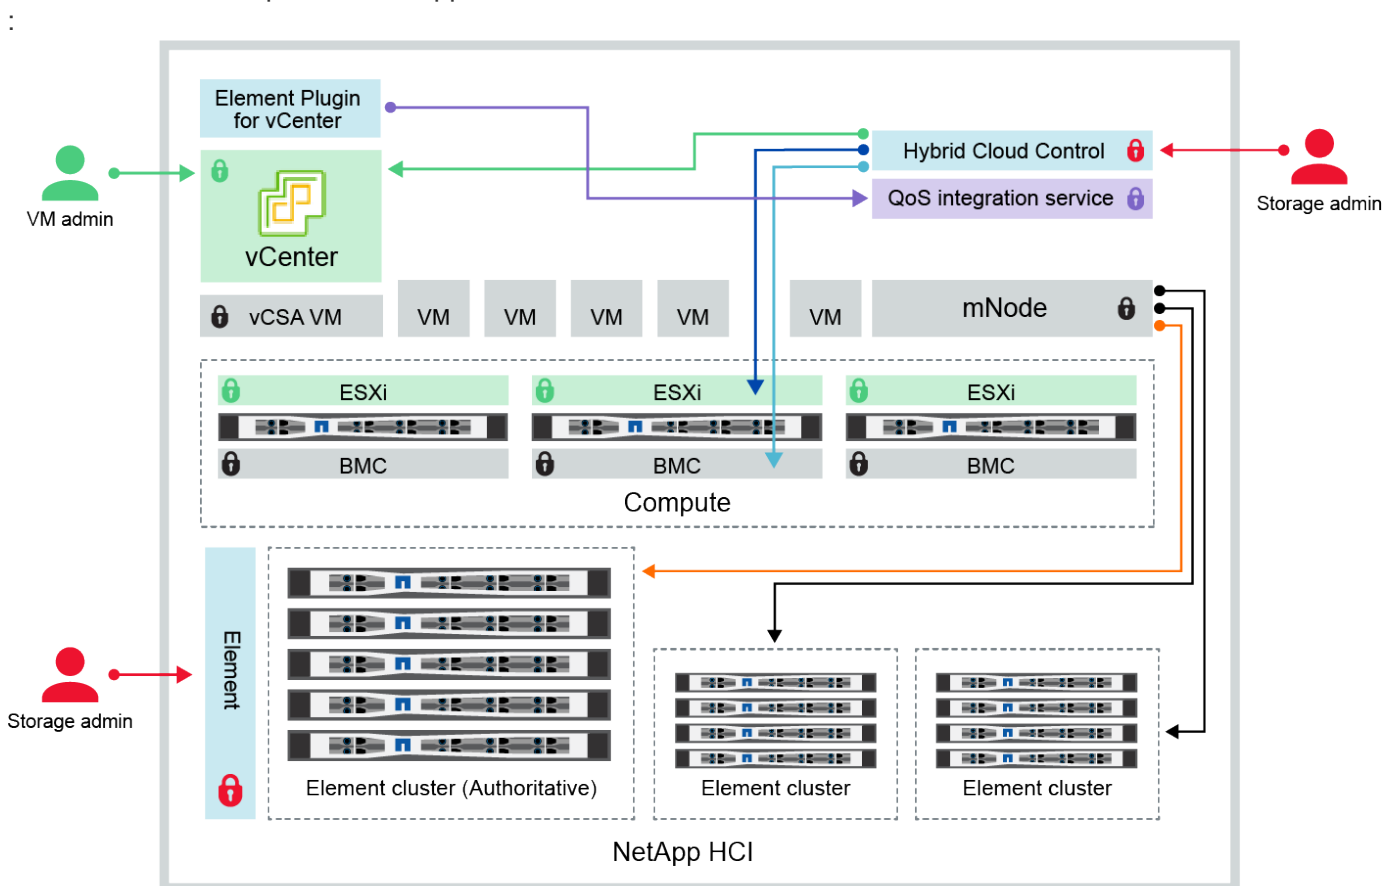 :
Element Plugin
for vCenter
Hybrid Cloud Control
QoS integration service
VM admin
Storage admin
vCenter
vCSA VM
VM
VM
VM
VM
VM
mNode
ESXi
ESXi
ESXi
BMC
BMC
BMC
Compute
Element
Storage admin
Element cluster (Authoritative)
Element cluster
Element cluster
NetApp HCI